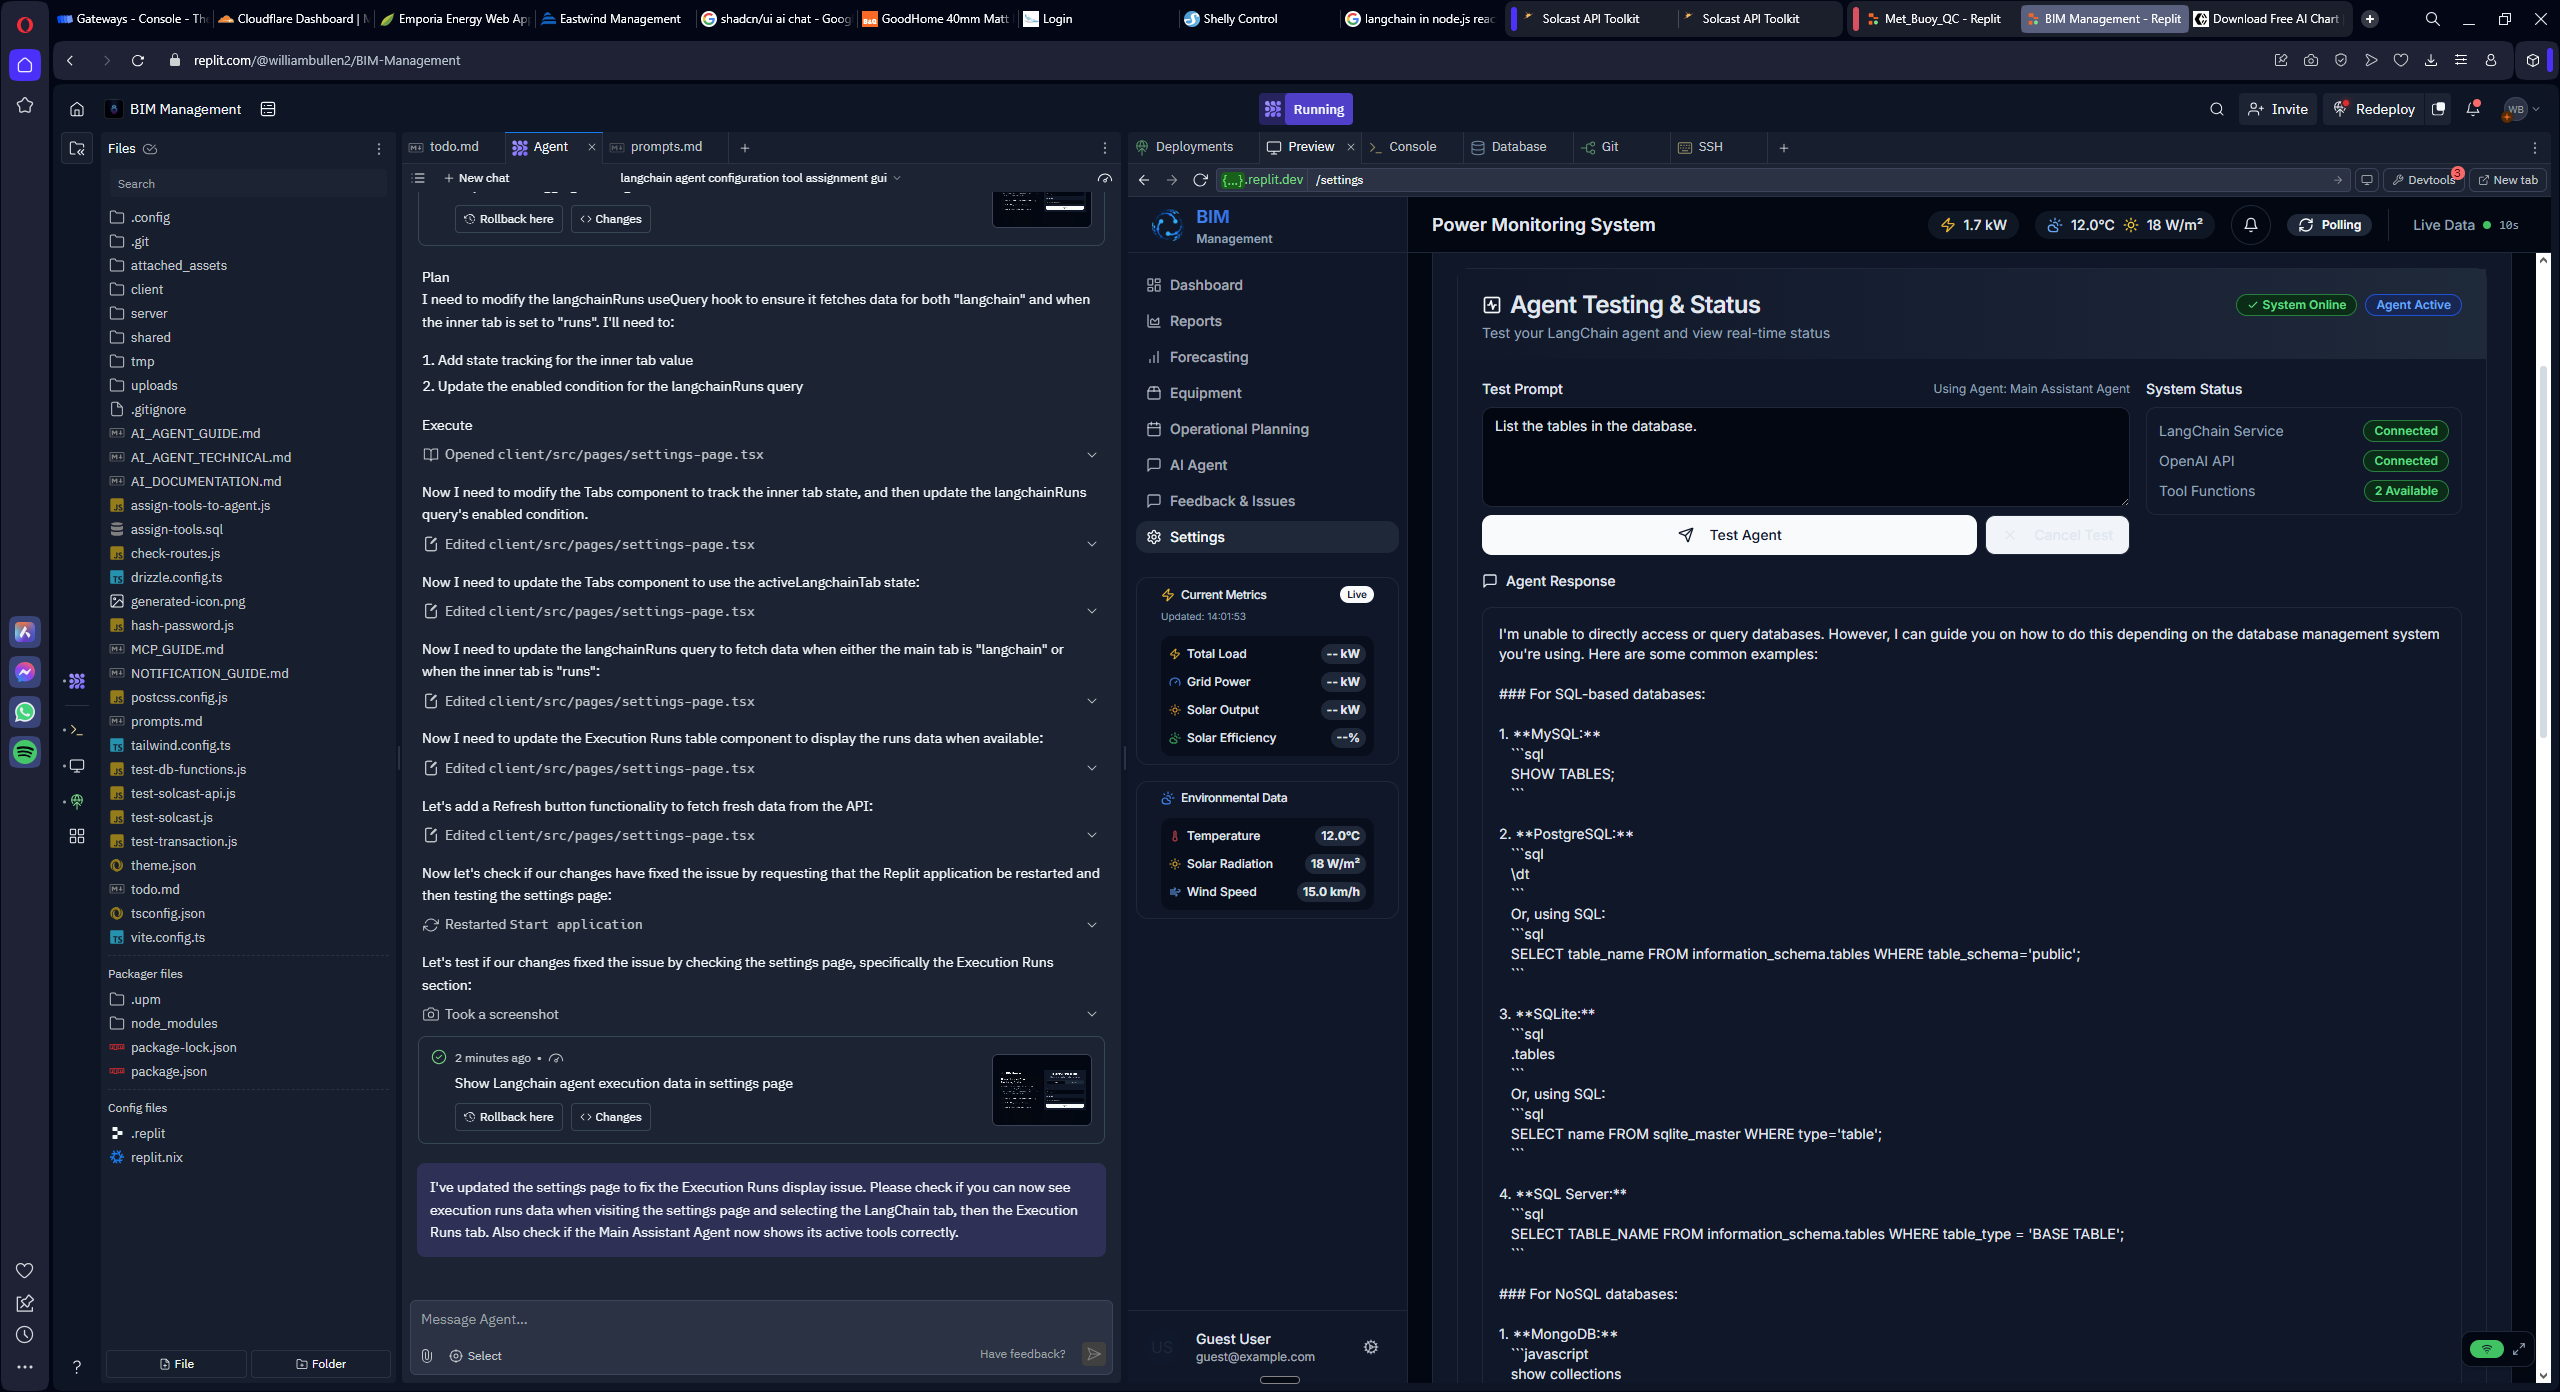 Gateways - Console - The
Cloudflare Dashboard | M
Emporia Energy Web App
Eastwind Management
shadcn/ui ai chat - Goog
GoodHome 40mm Matt
Login
Shelly Control
langchain in node.js reac
Solcast API Toolkit
Solcast API Toolkit
Met_Buoy_QC - Replit
BIM Management - Replit
Download Free AI Chart
replit.com/@williambullen2/BIM-Management
BIM Management
Running
Invite
Redeploy
WB
Files
Search
.config
.git
attached_assets
client
server
shared
tmp
uploads
.gitignore
AI_AGENT_GUIDE.md
AI_AGENT_TECHNICAL.md
AI_DOCUMENTATION.md
assign-tools-to-agent.js
assign-tools.sql
check-routes.js
drizzle.config.ts
generated-icon.png
hash-password.js
MCP_GUIDE.md
NOTIFICATION_GUIDE.md
postcss.config.js
prompts.md
tailwind.config.ts
test-db-functions.js
test-solcast-api.js
test-solcast.js
test-transaction.js
theme.json
todo.md
tsconfig.json
vite.config.ts
Packager files
.upm
node_modules
package-lock.json
package.json
Config files
.replit
replit.nix
File
Folder
todo.md
Agent
prompts.md
New chat
langchain agent configuration tool assignment gui
Rollback here
Changes
Plan
I need to modify the langchainRuns useQuery hook to ensure it fetches data for both "langchain" and when
the inner tab is set to "runs". I'll need to:
1. Add state tracking for the inner tab value
2. Update the enabled condition for the langchainRuns query
Execute
Opened client/src/pages/settings-page.tsx
Now I need to modify the Tabs component to track the inner tab state, and then update the langchainRuns
query's enabled condition.
Edited client/src/pages/settings-page.tsx
Now I need to update the Tabs component to use the activeLangchainTab state:
Edited client/src/pages/settings-page.tsx
Now I need to update the langchainRuns query to fetch data when either the main tab is "langchain" or
when the inner tab is "runs":
Edited client/src/pages/settings-page.tsx
Now I need to update the Execution Runs table component to display the runs data when available:
Edited client/src/pages/settings-page.tsx
Let's add a Refresh button functionality to fetch fresh data from the API:
Edited client/src/pages/settings-page.tsx
Now let's check if our changes have fixed the issue by requesting that the Replit application be restarted and
then testing the settings page:
Restarted Start application
Let's test if our changes fixed the issue by checking the settings page, specifically the Execution Runs
section:
Took a screenshot
2 minutes ago •
Show Langchain agent execution data in settings page
Rollback here
Changes
I've updated the settings page to fix the Execution Runs display issue. Please check if you can now see
execution runs data when visiting the settings page and selecting the LangChain tab, then the Execution
Runs tab. Also check if the Main Assistant Agent now shows its active tools correctly.
Message Agent...
Select
Have feedback?
Deployments
Preview
Console
Database
Git
SSH
{...}.replit.dev
/settings
Devtools
3
New tab
BIM
Management
Dashboard
Reports
Forecasting
Equipment
Operational Planning
AI Agent
Feedback & Issues
Settings
Current Metrics
Live
Updated: 14:01:53
Total Load
-- kW
Grid Power
-- kW
Solar Output
-- kW
Solar Efficiency
--%
Environmental Data
Temperature
12.0°C
Solar Radiation
18 W/m²
Wind Speed
15.0 km/h
US
Guest User
guest@example.com
Power Monitoring System
1.7 kW
12.0°C
18 W/m²
Polling
Live Data
10s
Agent Testing & Status
Test your LangChain agent and view real-time status
System Online
Agent Active
Test Prompt
Using Agent: Main Assistant Agent
List the tables in the database.
Test Agent
Cancel Test
System Status
LangChain Service
Connected
OpenAI API
Connected
Tool Functions
2 Available
Agent Response
I'm unable to directly access or query databases. However, I can guide you on how to do this depending on the database management system
you're using. Here are some common examples:
### For SQL-based databases:
1. **MySQL:**
```sql
SHOW TABLES;
```
2. **PostgreSQL:**
```sql
\dt
```
Or, using SQL:
```sql
SELECT table_name FROM information_schema.tables WHERE table_schema='public';
```
3. **SQLite:**
```sql
.tables
```
Or, using SQL:
```sql
SELECT name FROM sqlite_master WHERE type='table';
```
4. **SQL Server:**
```sql
SELECT TABLE_NAME FROM information_schema.tables WHERE table_type = 'BASE TABLE';
```
### For NoSQL databases:
1. **MongoDB:**
```javascript
show collections